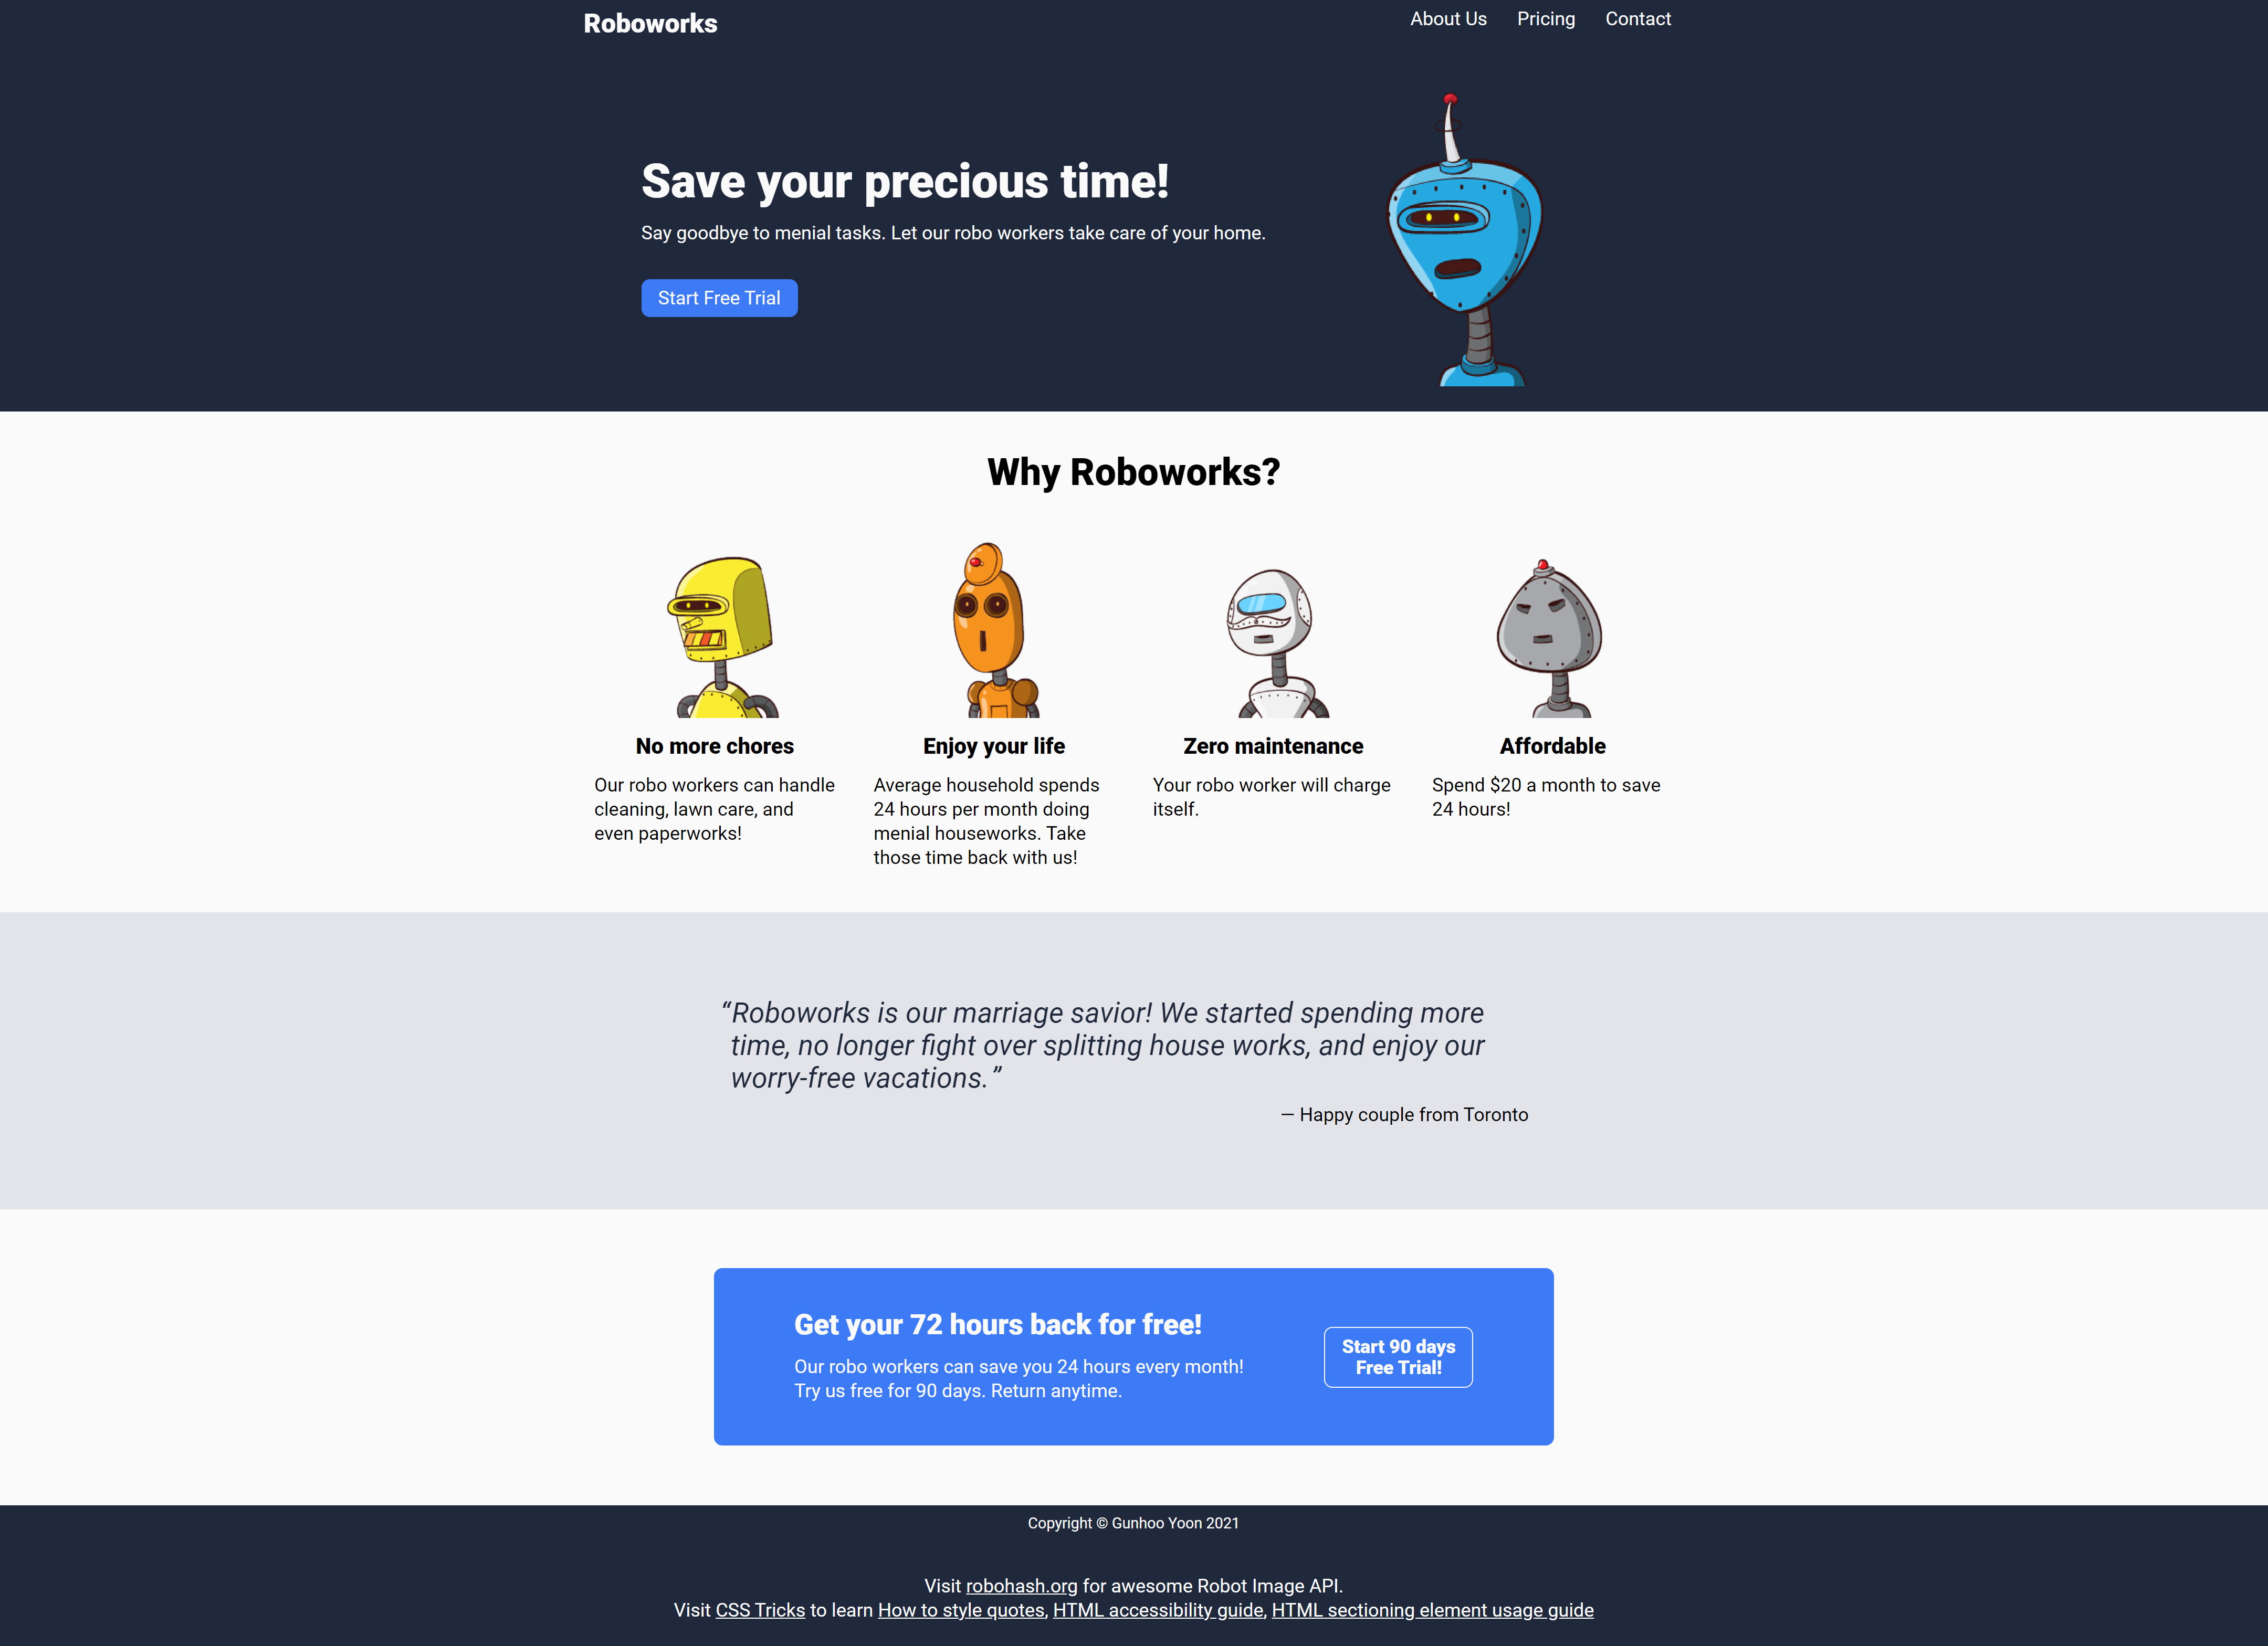 Roboworks
About Us
Pricing
Contact
Save your precious time!
Say goodbye to menial tasks. Let our robo workers take care of your home.
Start Free Trial
Why Roboworks?
No more chores
Our robo workers can handle
cleaning, lawn care, and
even paperworks!
Enjoy your life
Average household spends
24 hours per month doing
menial houseworks. Take
those time back with us!
Zero maintenance
Your robo worker will charge
itself.
Affordable
Spend $20 a month to save
24 hours!
“Roboworks is our marriage savior! We started spending more
time, no longer fight over splitting house works, and enjoy our
worry-free vacations.”
— Happy couple from Toronto
Get your 72 hours back for free!
Our robo workers can save you 24 hours every month!
Try us free for 90 days. Return anytime.
Start 90 days
Free Trial!
Copyright © Gunhoo Yoon 2021
Visit robohash.org for awesome Robot Image API.
Visit CSS Tricks to learn How to style quotes, HTML accessibility guide, HTML sectioning element usage guide